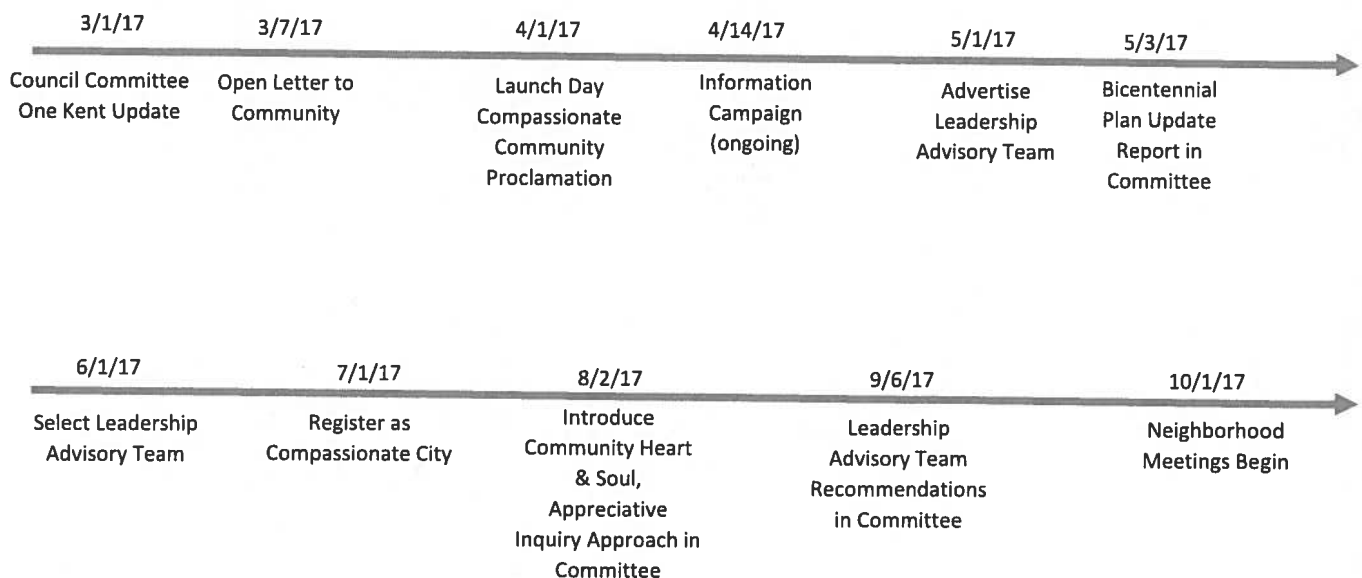 3/1/17
Council Committee
One Kent Update
3/7/17
Open Letter to
Community
4/1/17
Launch Day
Compassionate
Community
Proclamation
4/14/17
Information
Campaign
(ongoing)
5/1/17
Advertise
Leadership
Advisory Team
5/3/17
Bicentennial
Plan Update
Report in
Committee
6/1/17
Select Leadership
Advisory Team
7/1/17
Register as
Compassionate City
8/2/17
Introduce
Community Heart
& Soul,
Appreciative
Inquiry Approach in
Committee
9/6/17
Leadership
Advisory Team
Recommendations
in Committee
10/1/17
Neighborhood
Meetings Begin